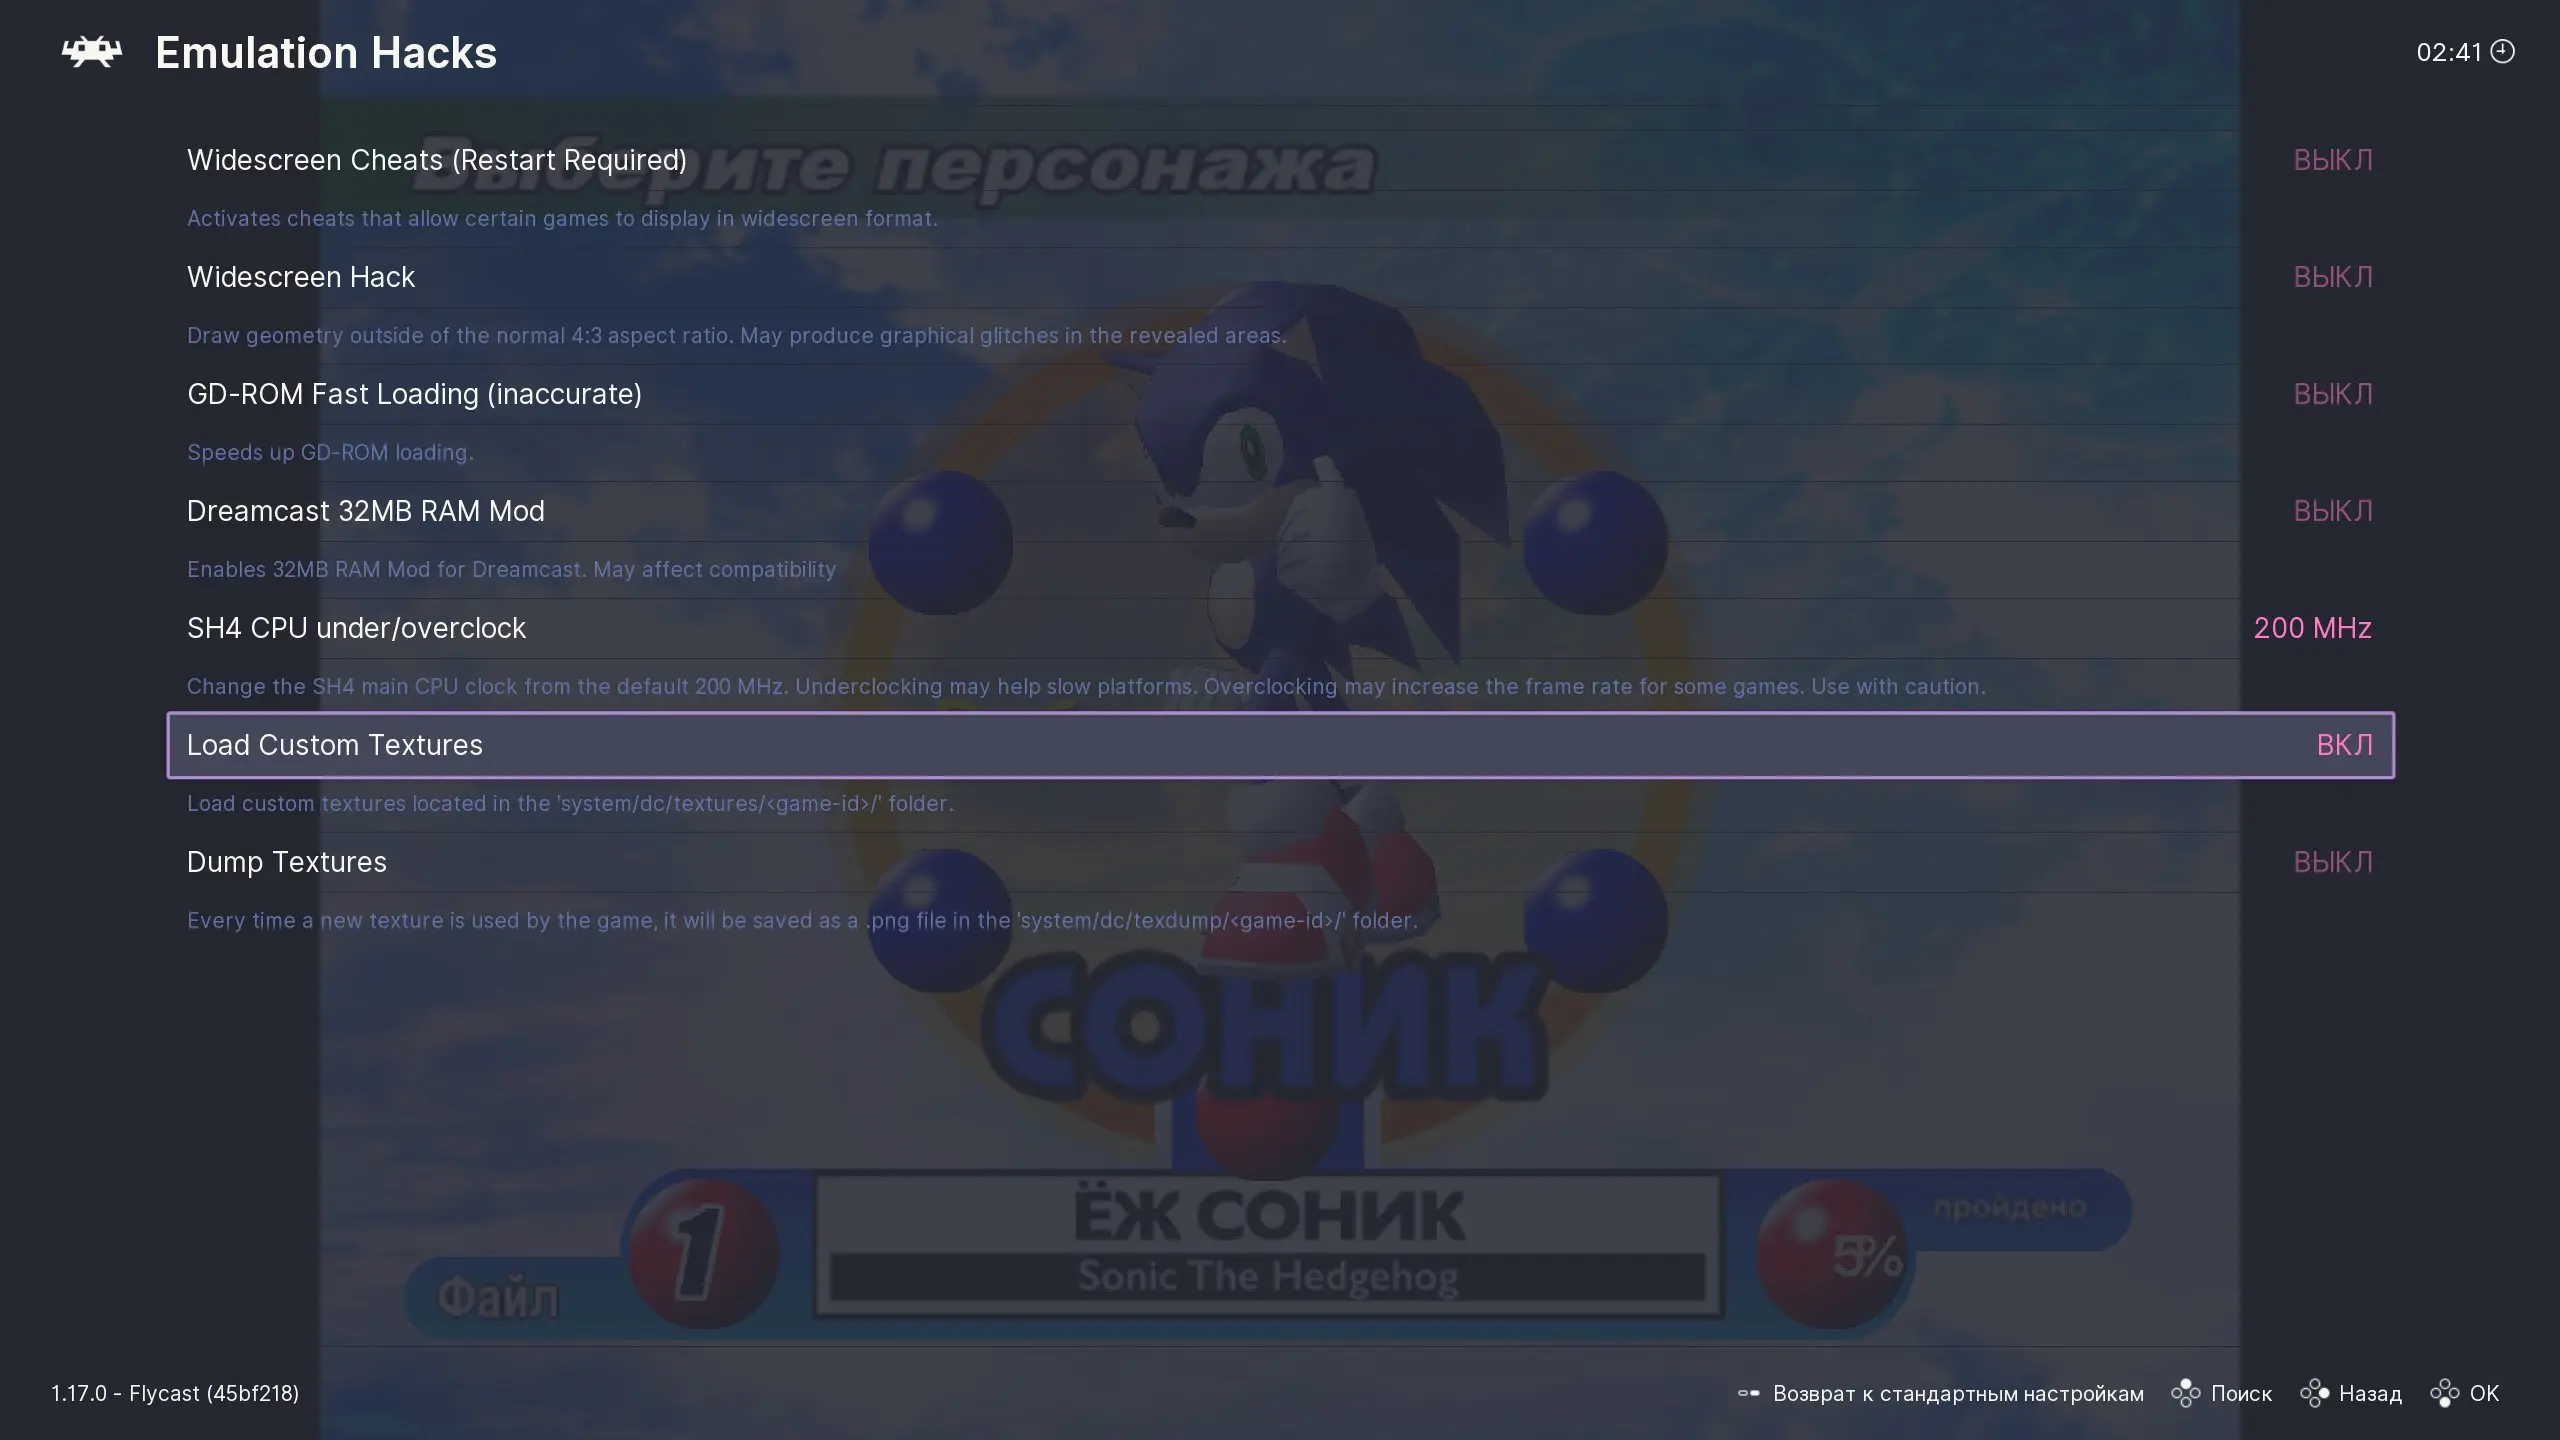 Emulation Hacks
02:41
Выберите персонажа
Widescreen Cheats (Restart Required) ВЫКЛ
Activates cheats that allow certain games to display in widescreen format.
Widescreen Hack ВЫКЛ
Draw geometry outside of the normal 4:3 aspect ratio. May produce graphical glitches in the revealed areas.
GD-ROM Fast Loading (inaccurate) ВЫКЛ
Speeds up GD-ROM loading.
Dreamcast 32MB RAM Mod ВЫКЛ
Enables 32MB RAM Mod for Dreamcast. May affect compatibility
SH4 CPU under/overclock 200 MHz
Change the SH4 main CPU clock from the default 200 MHz. Underclocking may help slow platforms. Overclocking may increase the frame rate for some games. Use with caution.
Load Custom Textures ВКЛ
Load custom textures located in the 'system/dc/textures/<game-id>/' folder.
Dump Textures ВЫКЛ
Every time a new texture is used by the game, it will be saved as a .png file in the 'system/dc/texdump/<game-id>/' folder.
СОНИК
Файл 1
ЁЖ СОНИК
Sonic The Hedgehog
пройдено
5%
1.17.0 - Flycast (45bf218)
Возврат к стандартным настройкам Поиск Назад OK